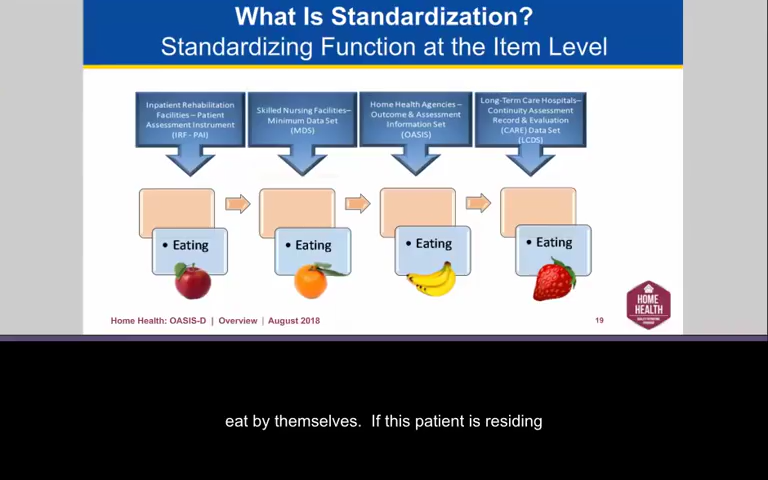 What Is Standardization?
Standardizing Function at the Item Level
Inpatient Rehabilitation
Facilities – Patient
Assessment Instrument
(IRF - PAI)
Skilled Nursing Facilities–
Minimum Data Set
(MDS)
Home Health Agencies –
Outcome & Assessment
Information Set
(OASIS)
Long-Term Care Hospitals–
Continuity Assessment
Record & Evaluation
(CARE) Data Set
(LCDS)
• Eating
• Eating
• Eating
• Eating
Home Health: OASIS-D | Overview | August 2018
19
HOME
HEALTH
eat by themselves. If this patient is residing